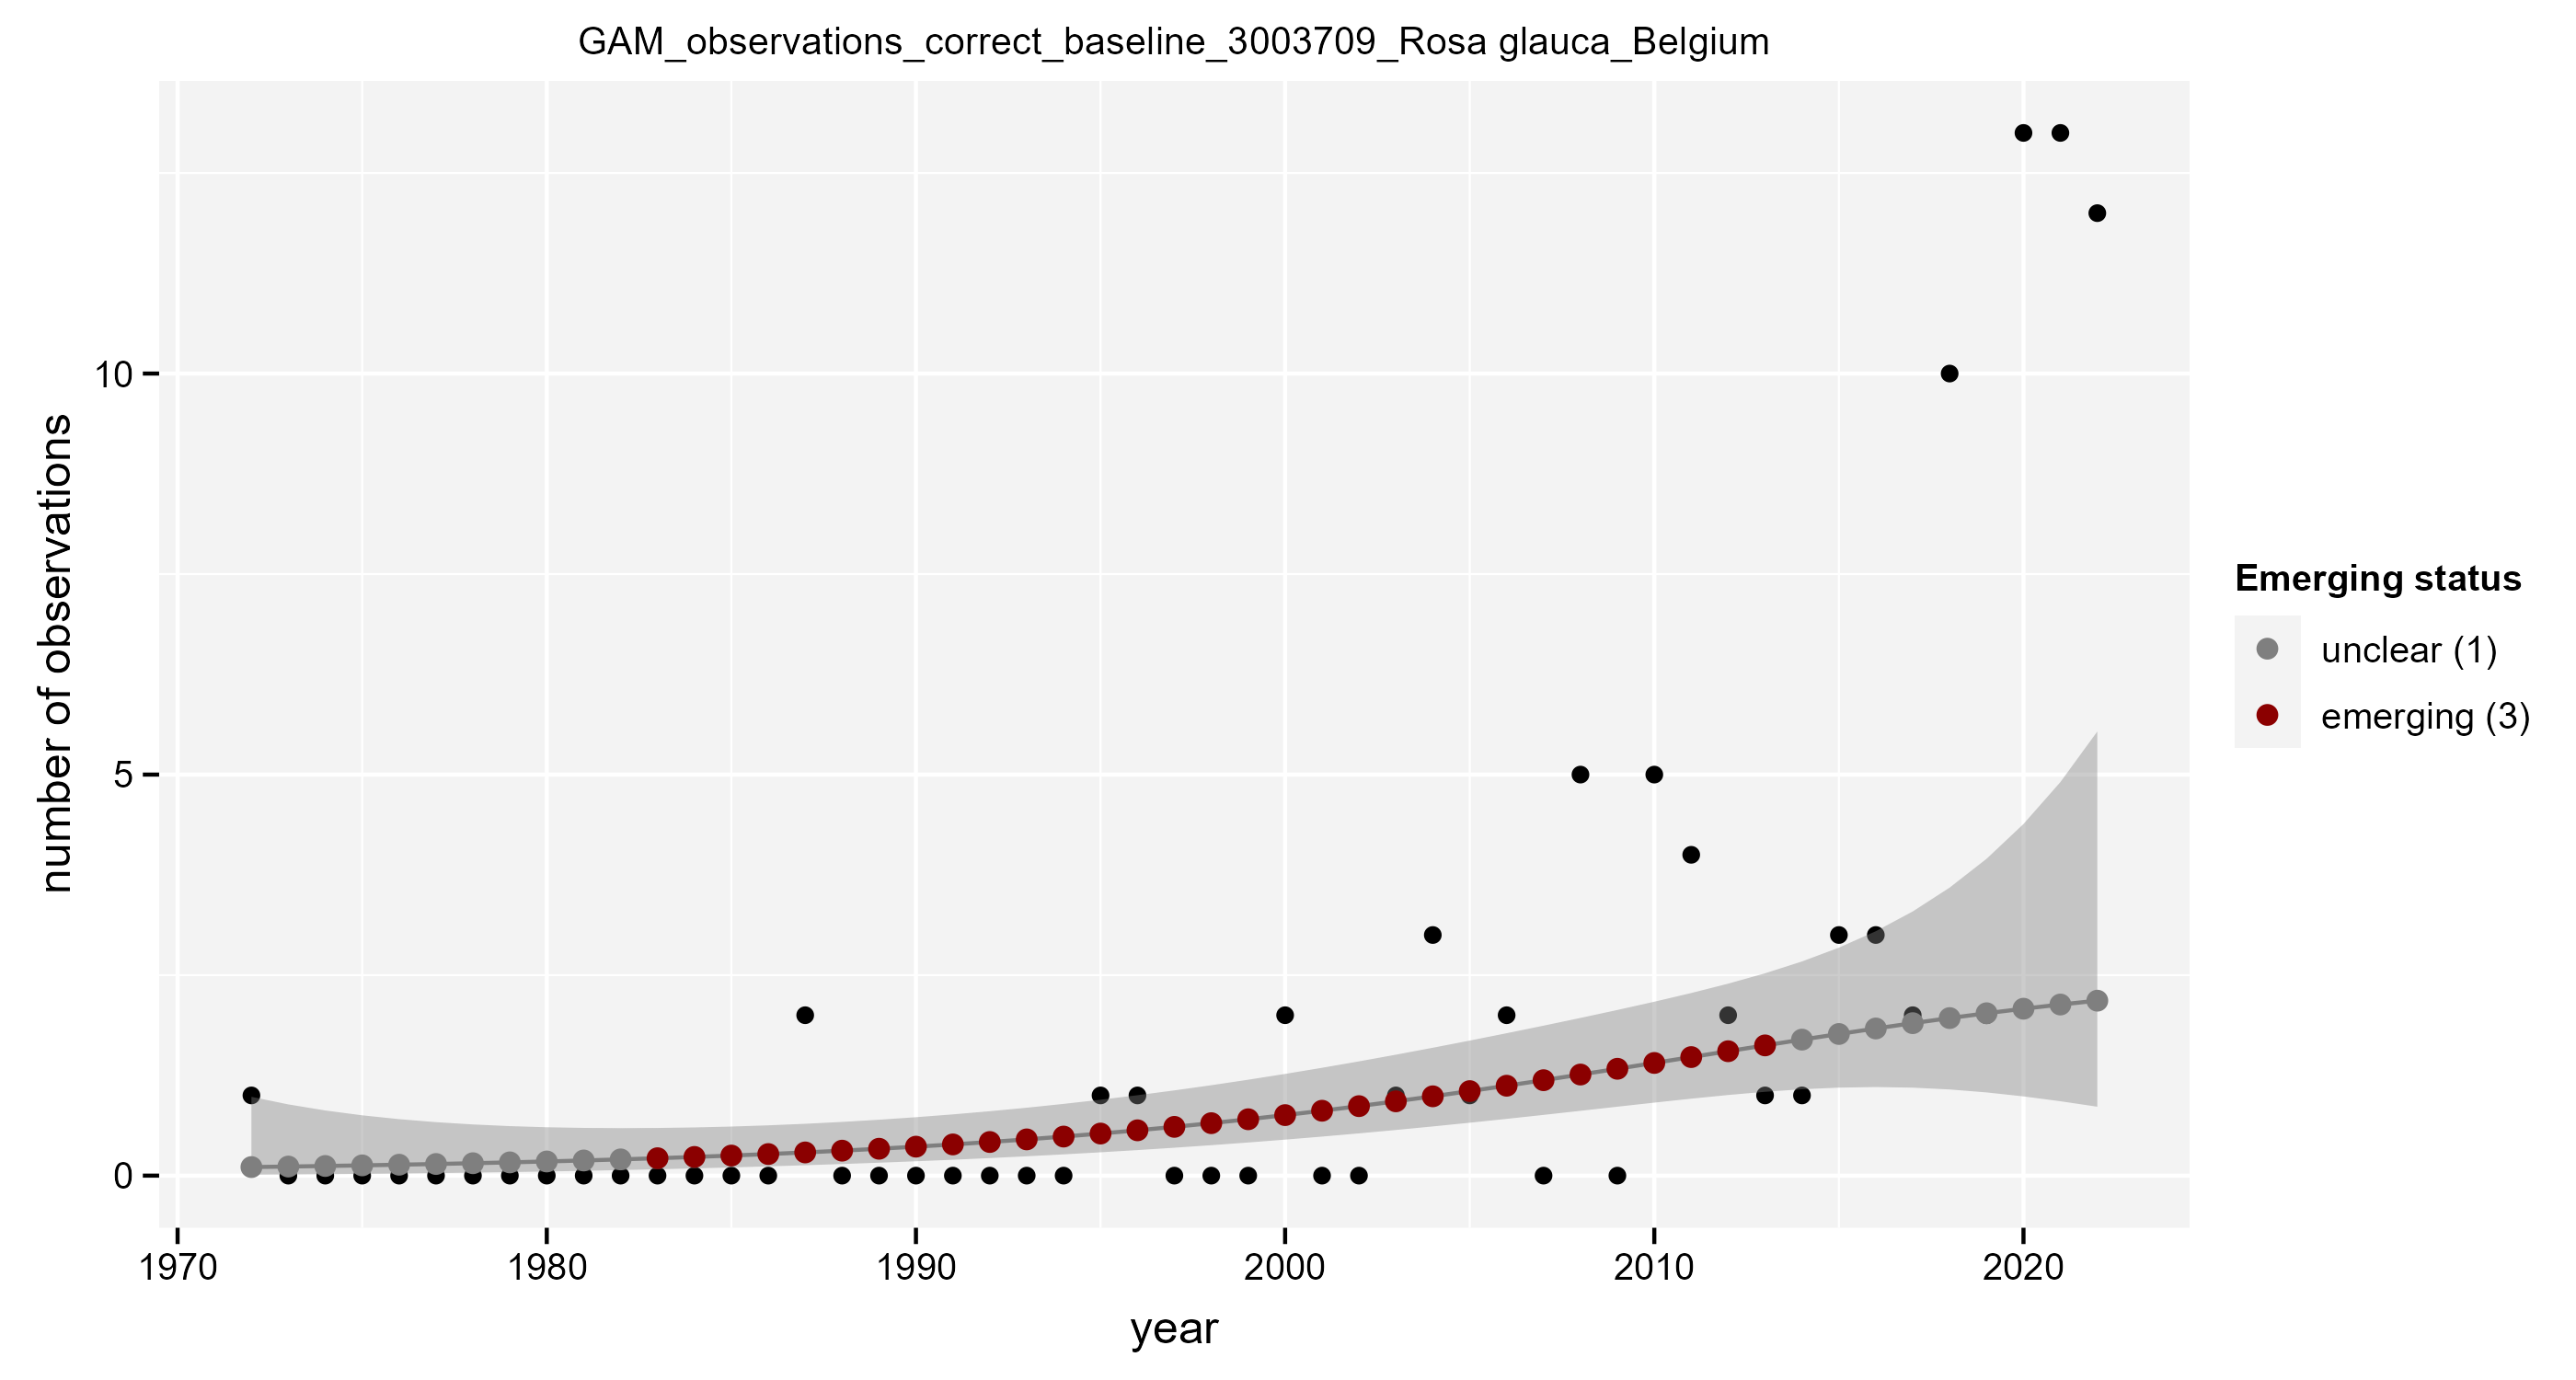 GAM_observations_correct_baseline_3003709_Rosa glauca_Belgium
number of observations
10
5
0
1970 1980 1990 2000 2010 2020
year
Emerging status
unclear (1)
emerging (3)